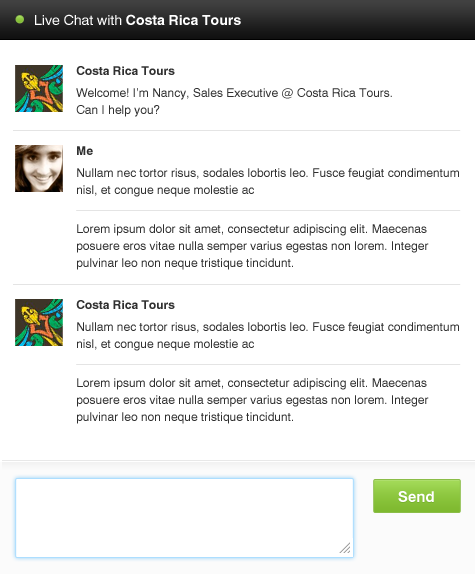 Live Chat with Costa Rica Tours
Costa Rica Tours
Welcome! I'm Nancy, Sales Executive @ Costa Rica Tours.
Can I help you?
Me
Nullam nec tortor risus, sodales lobortis leo. Fusce feugiat condimentum
nisl, et congue neque molestie ac
Lorem ipsum dolor sit amet, consectetur adipiscing elit. Maecenas
posuere eros vitae nulla semper varius egestas non lorem. Integer
pulvinar leo non neque tristique tincidunt.
Costa Rica Tours
Nullam nec tortor risus, sodales lobortis leo. Fusce feugiat condimentum
nisl, et congue neque molestie ac
Lorem ipsum dolor sit amet, consectetur adipiscing elit. Maecenas
posuere eros vitae nulla semper varius egestas non lorem. Integer
pulvinar leo non neque tristique tincidunt.
Send